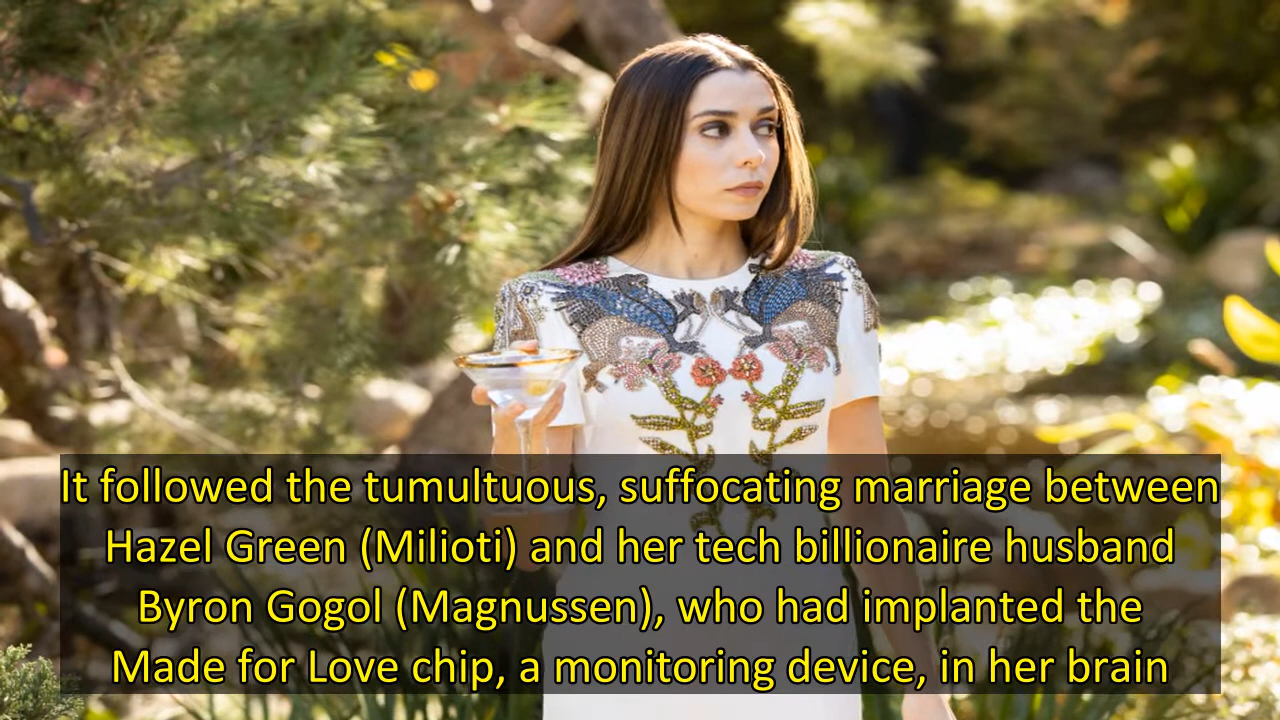 It followed the tumultuous, suffocating marriage between
Hazel Green (Milioti) and her tech billionaire husband
Byron Gogol (Magnussen), who had implanted the
Made for Love chip, a monitoring device, in her brain